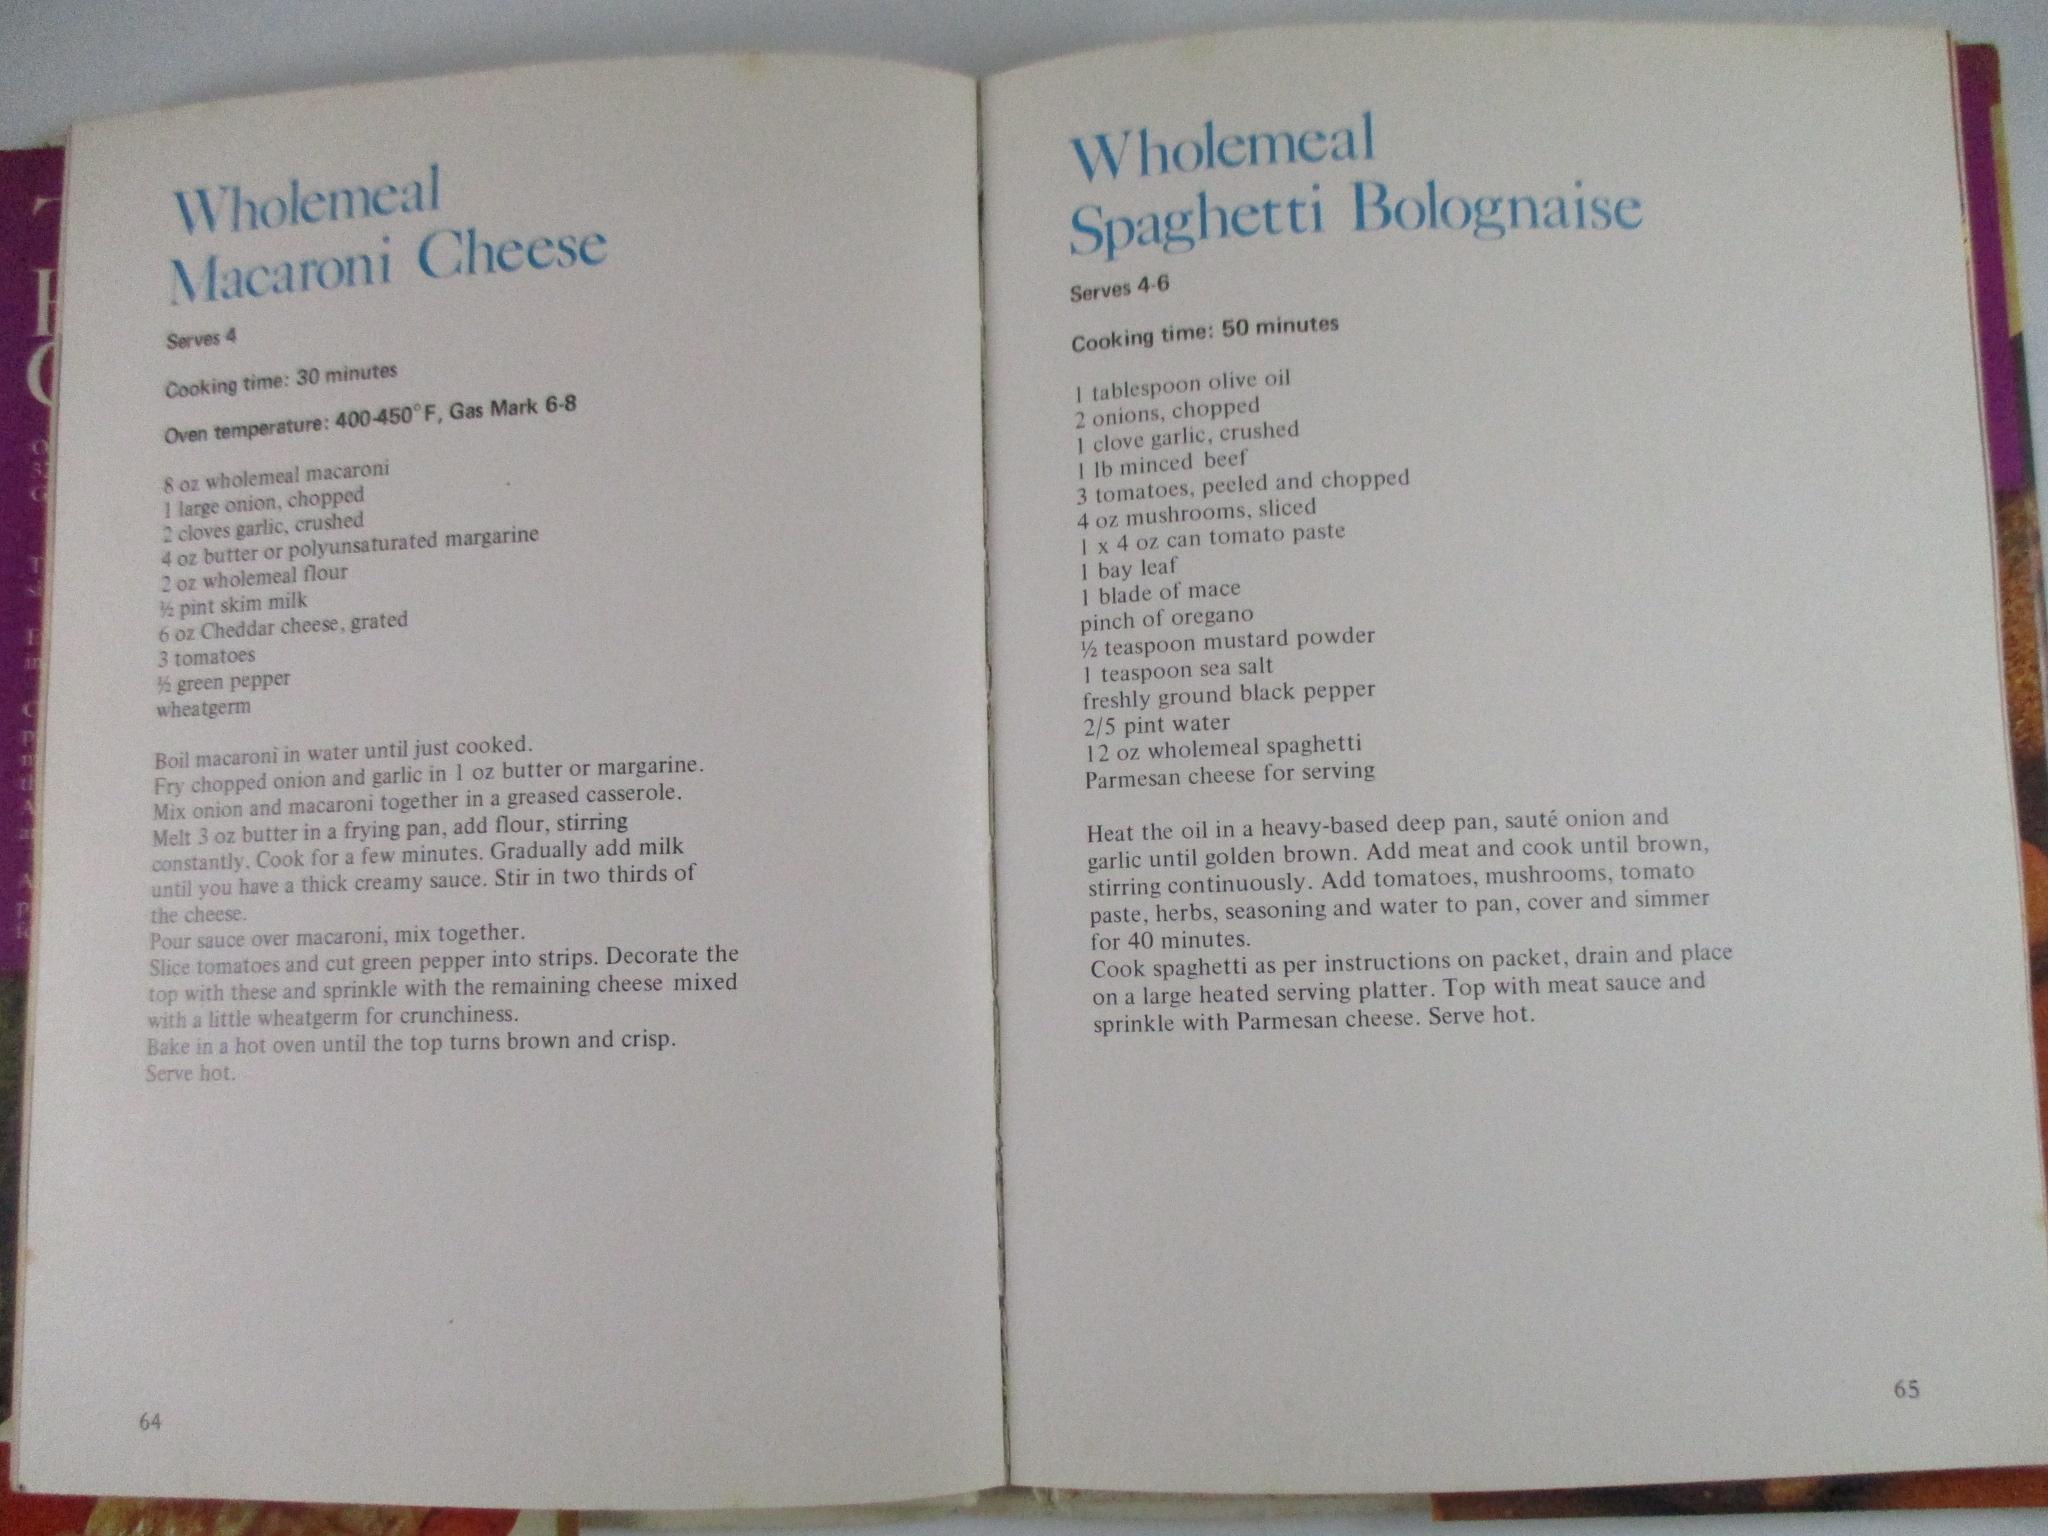 Wholemeal
Macaroni Cheese
Serves 4
Cooking time: 30 minutes
Oven temperature: 400-450°F, Gas Mark 6-8
8 oz wholemeal macaroni
1 large onion, chopped
2 cloves garlic, crushed
4 oz butter or polyunsaturated margarine
2 oz wholemeal flour
½ pint skim milk
6 oz Cheddar cheese, grated
3 tomatoes
½ green pepper
wheatgerm
Boil macaroni in water until just cooked.
Fry chopped onion and garlic in 1 oz butter or margarine.
Mix onion and macaroni together in a greased casserole.
Melt 3 oz butter in a frying pan, add flour, stirring
constantly. Cook for a few minutes. Gradually add milk
until you have a thick creamy sauce. Stir in two thirds of
the cheese.
Pour sauce over macaroni, mix together.
Slice tomatoes and cut green pepper into strips. Decorate the
top with these and sprinkle with the remaining cheese mixed
with a little wheatgerm for crunchiness.
Bake in a hot oven until the top turns brown and crisp.
Serve hot.
64
Wholemeal
Spaghetti Bolognaise
Serves 4-6
Cooking time: 50 minutes
1 tablespoon olive oil
2 onions, chopped
1 clove garlic, crushed
1 lb minced beef
3 tomatoes, peeled and chopped
4 oz mushrooms, sliced
1 x 4 oz can tomato paste
1 bay leaf
1 blade of mace
pinch of oregano
½ teaspoon mustard powder
1 teaspoon sea salt
freshly ground black pepper
2/5 pint water
12 oz wholemeal spaghetti
Parmesan cheese for serving
Heat the oil in a heavy-based deep pan, sauté onion and
garlic until golden brown. Add meat and cook until brown,
stirring continuously. Add tomatoes, mushrooms, tomato
paste, herbs, seasoning and water to pan, cover and simmer
for 40 minutes.
Cook spaghetti as per instructions on packet, drain and place
on a large heated serving platter. Top with meat sauce and
sprinkle with Parmesan cheese. Serve hot.
65